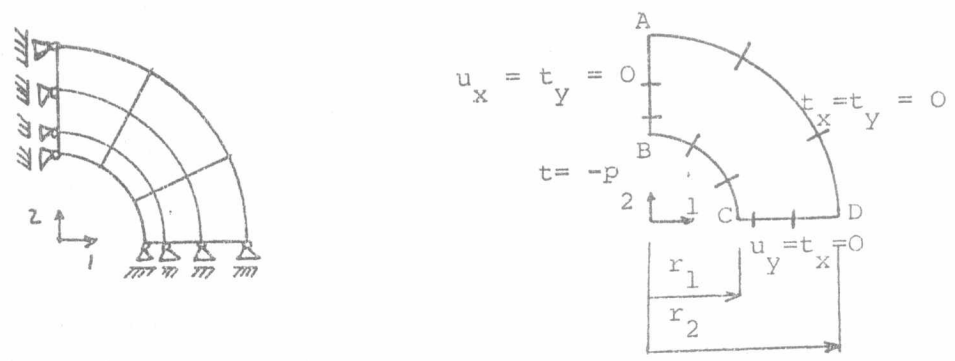 2
1
A
u_x = t_y = 0
t_x=t_y = 0
B
t= -p
2
1
C
D
u_y=t_x=0
r_1
r_2